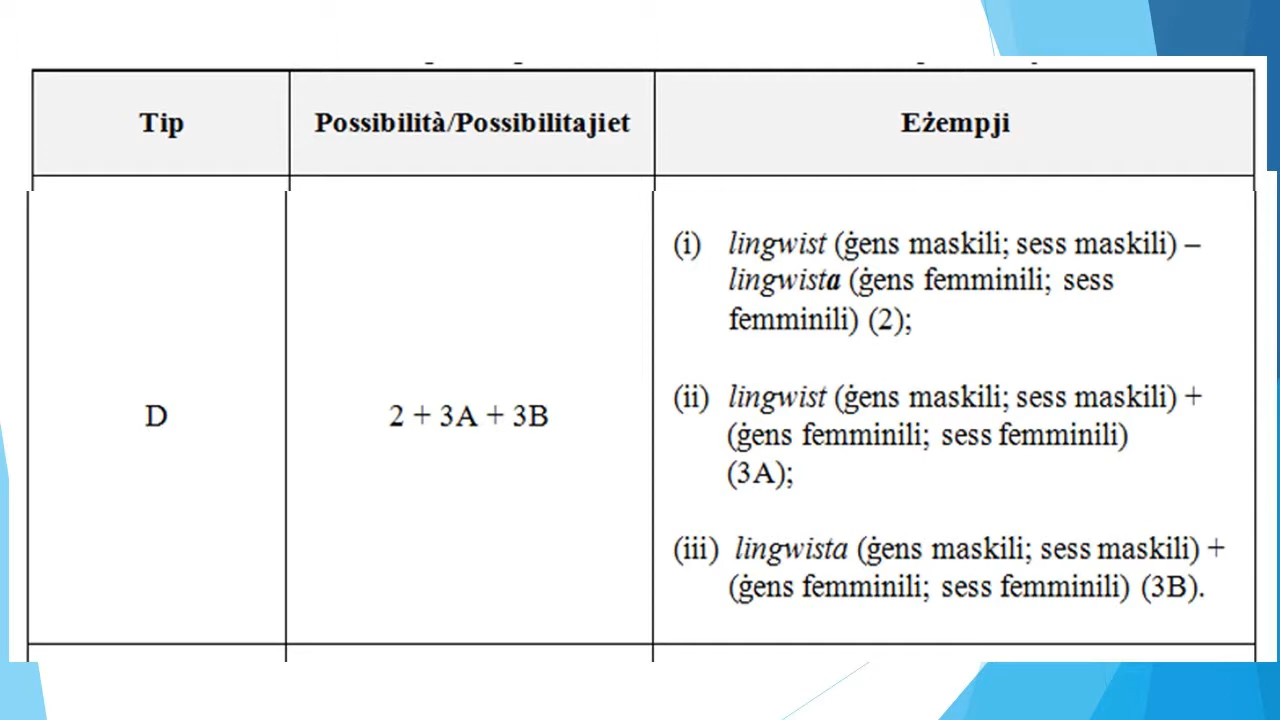 Tip
Possibilità/Possibilitajiet
Eżempji
D
2 + 3A + 3B
(i) lingwist (ġens maskili; sess maskili) –
lingwista (ġens femminili; sess
femminili) (2);
(ii) lingwist (ġens maskili; sess maskili) +
(ġens femminili; sess femminili)
(3A);
(iii) lingwista (ġens maskili; sess maskili) +
(ġens femminili; sess femminili) (3B).